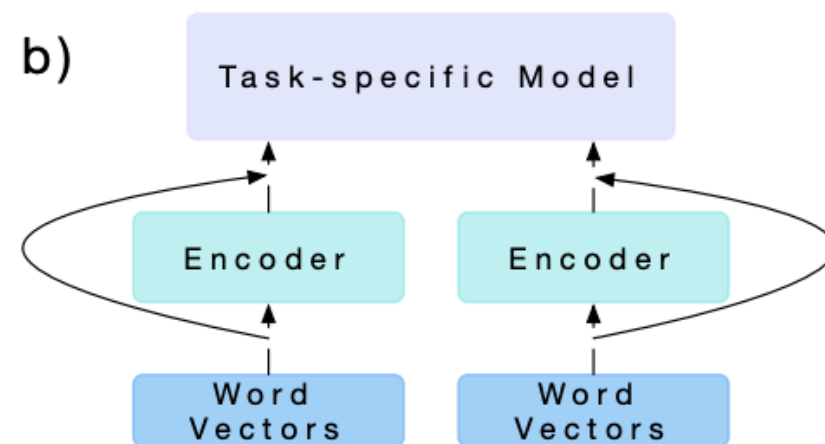 b)
Task-specific Model
Encoder
Encoder
Word
Vectors
Word
Vectors